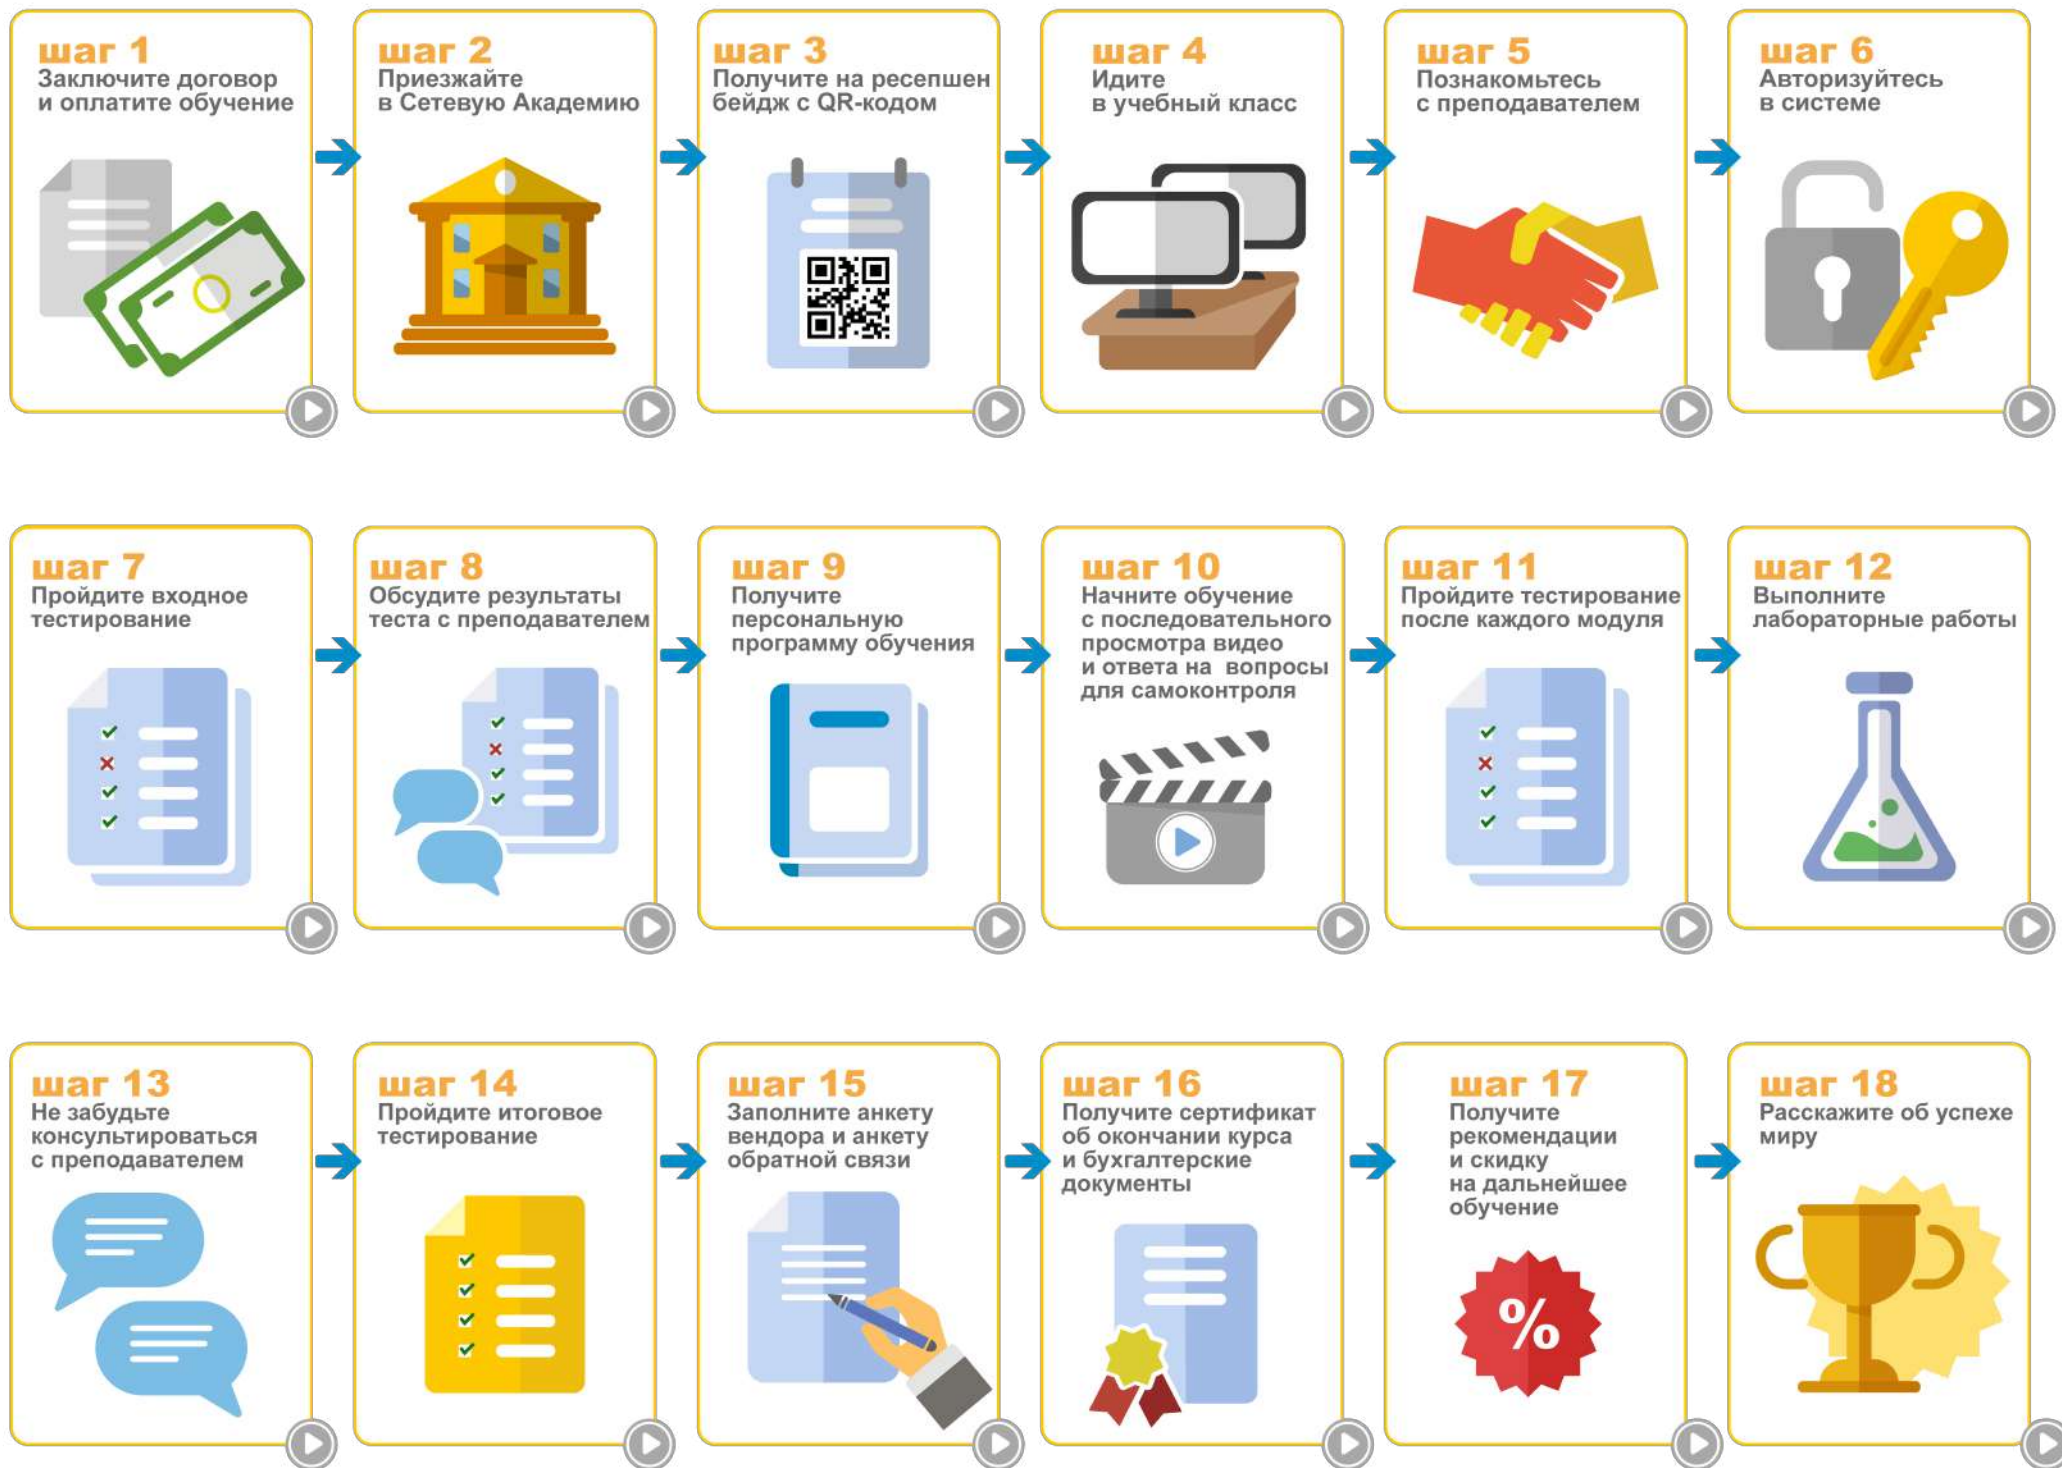 шаг 1
Заключите договор
и оплатите обучение
шаг 2
Приезжайте
в Сетевую Академию
шаг 3
Получите на ресепшен
бейдж с QR-кодом
шаг 4
Идите
в учебный класс
шаг 5
Познакомьтесь
с преподавателем
шаг 6
Авторизуйтесь
в системе
шаг 7
Пройдите входное
тестирование
шаг 8
Обсудите результаты
теста с преподавателем
шаг 9
Получите
персональную
программу обучения
шаг 10
Начните обучение
с последовательного
просмотра видео
и ответа на вопросы
для самоконтроля
шаг 11
Пройдите тестирование
после каждого модуля
шаг 12
Выполните
лабораторные работы
шаг 13
Не забудьте
консультироваться
с преподавателем
шаг 14
Пройдите итоговое
тестирование
шаг 15
Заполните анкету
вендора и анкету
обратной связи
шаг 16
Получите сертификат
об окончании курса
и бухгалтерские
документы
шаг 17
Получите
рекомендации
и скидку
на дальнейшее
обучение
%
шаг 18
Расскажите об успехе
миру